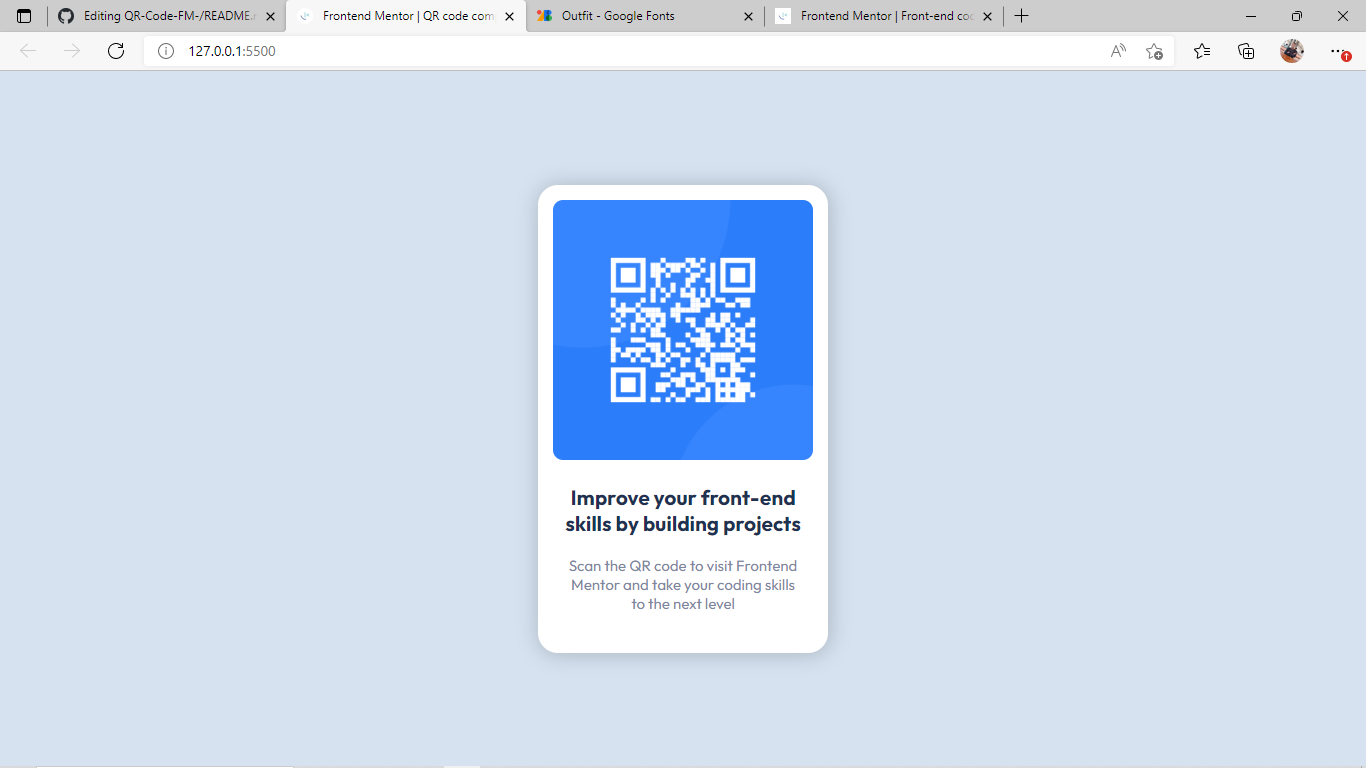 Editing QR-Code-FM-/README.
Frontend Mentor | QR code com
Outfit - Google Fonts
Frontend Mentor | Front-end co
127.0.0.1:5500
Improve your front-end
skills by building projects
Scan the QR code to visit Frontend
Mentor and take your coding skills
to the next level